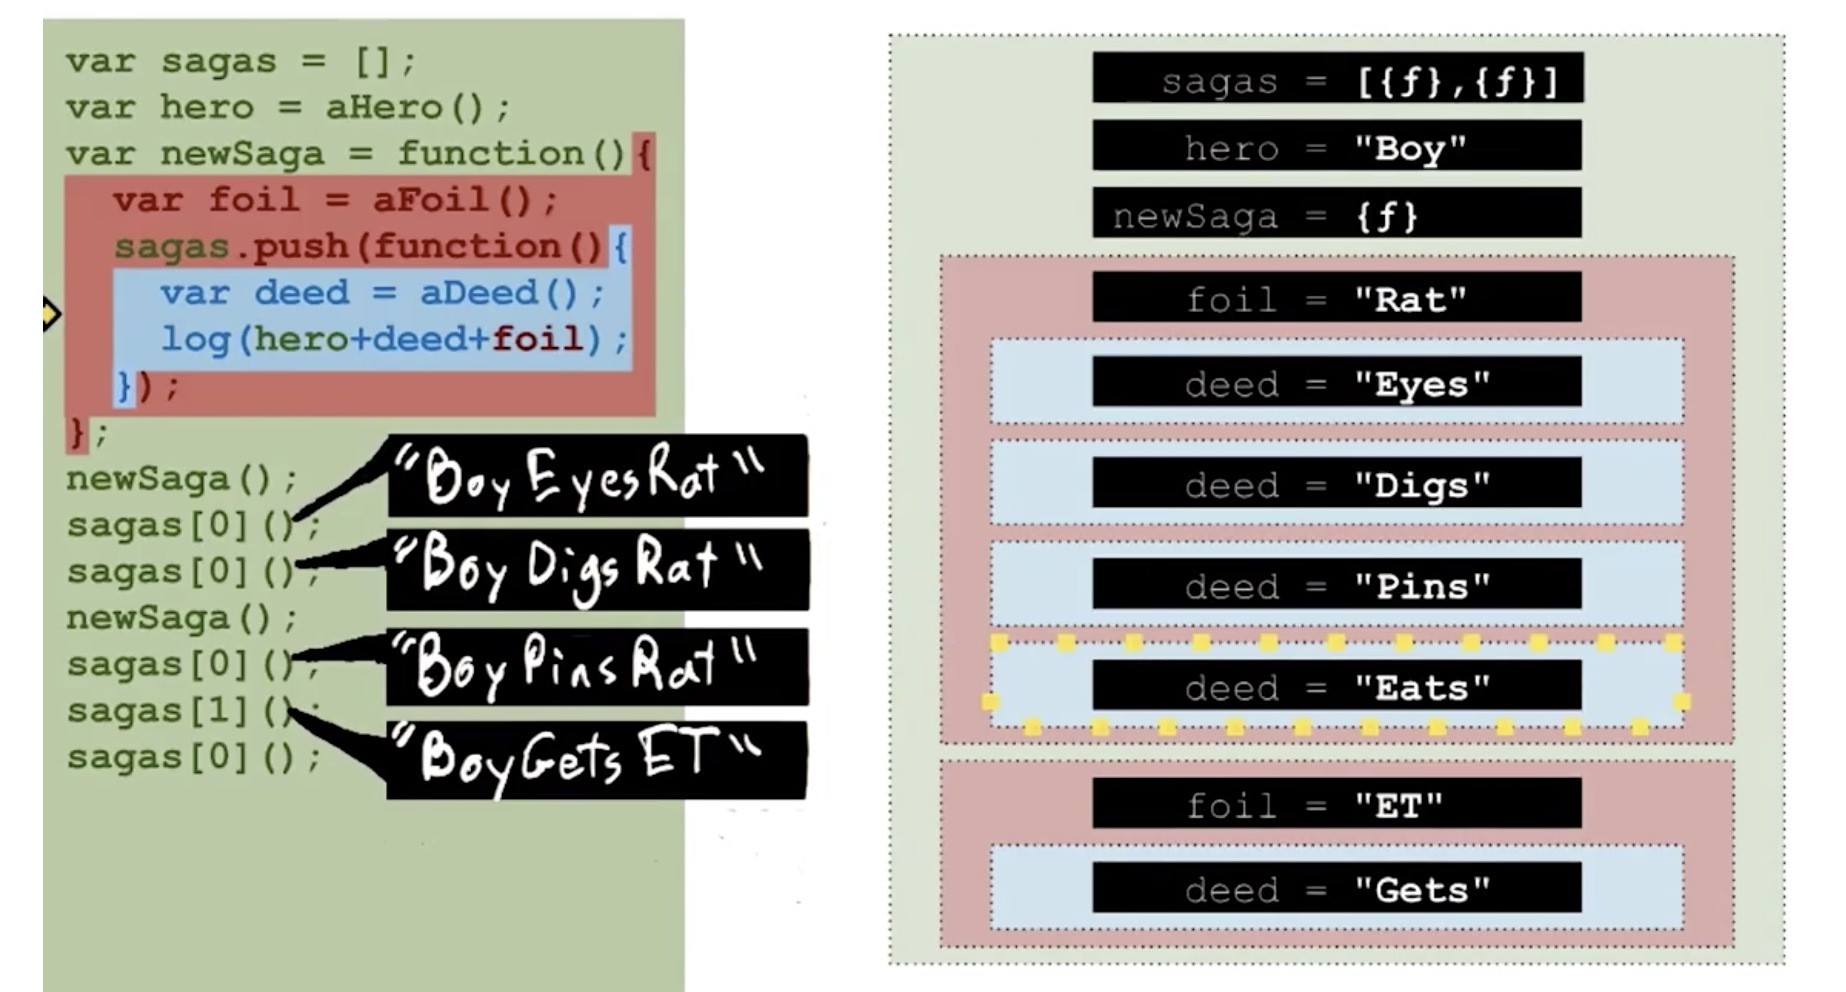 var sagas = [];
var hero = aHero();
var newSaga = function(){
var foil = aFoil();
sagas.push(function(){
var deed = aDeed();
log(hero+deed+foil);
});
};
newSaga();
sagas[0]();
sagas[0]();
newSaga();
sagas[0]();
sagas[1]();
sagas[0]();
"Boy Eyes Rat"
"Boy Digs Rat"
"Boy Pins Rat"
"Boy Gets ET"
sagas = [{f},{f}]
hero = "Boy"
newSaga = {f}
foil = "Rat"
deed = "Eyes"
deed = "Digs"
deed = "Pins"
deed = "Eats"
foil = "ET"
deed = "Gets"